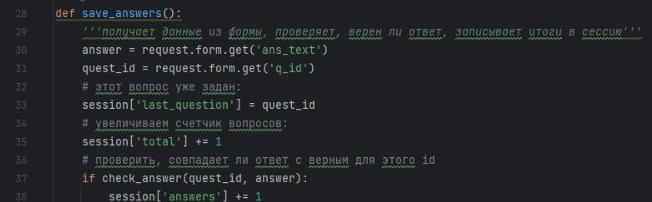 28 def save_answers():
29 '''получает данные из формы, проверяет, верен ли ответ, записывает итоги в сессию'''
30 answer = request.form.get('ans_text')
31 quest_id = request.form.get('q_id')
32 # этот вопрос уже задан:
33 session['last_question'] = quest_id
34 # увеличиваем счетчик вопросов:
35 session['total'] += 1
36 # проверить, совпадает ли ответ с верным для этого id
37 if check_answer(quest_id, answer):
38 session['answers'] += 1